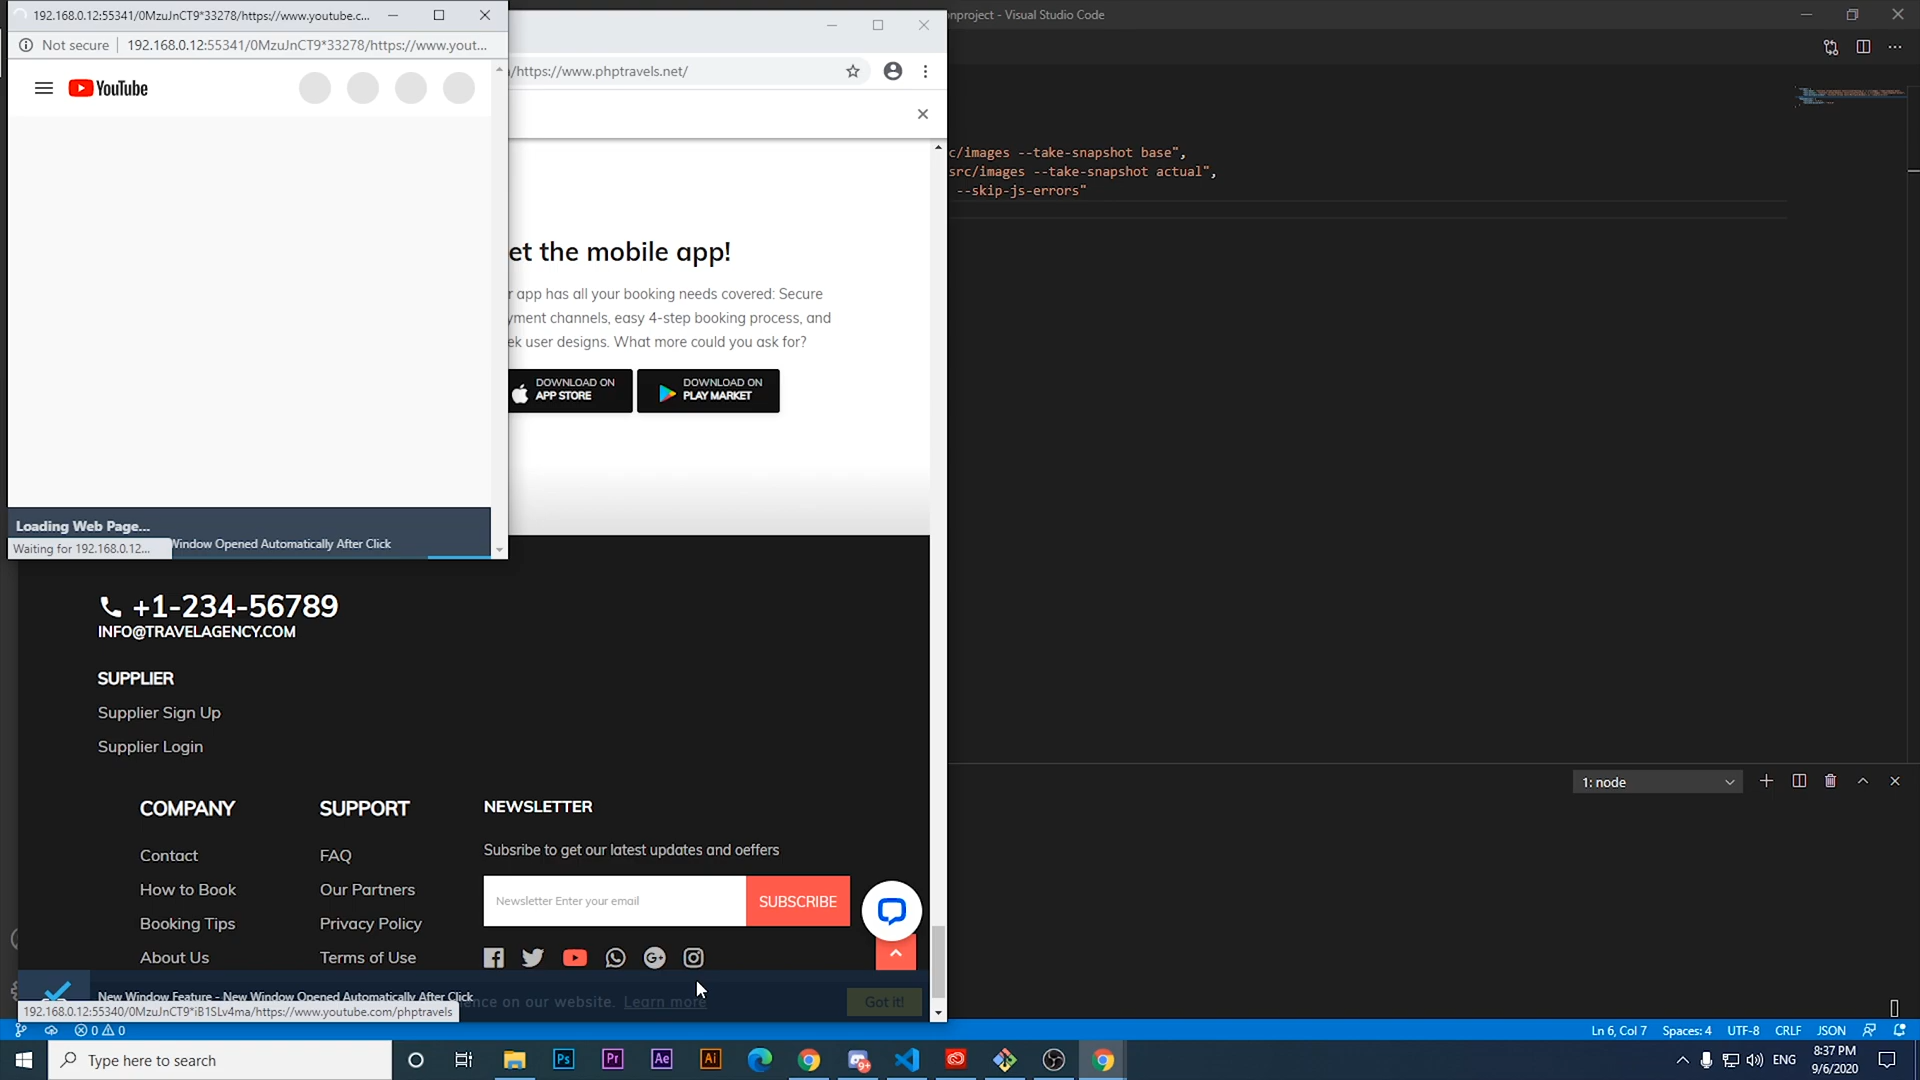 192.168.0.12:55341/0MzuJnCT9*33278/https://www.youtube.c...
nproject - Visual Studio Code
Not secure
192.168.0.12:55341/0MzuJnCT9*33278/https://www.yout...
/https://www.phptravels.net/
YouTube
c/images --take-snapshot base",
src/images --take-snapshot actual",
--skip-js-errors"
et the mobile app!
r app has all your booking needs covered: Secure
yment channels, easy 4-step booking process, and
ek user designs. What more could you ask for?
DOWNLOAD ON
APP STORE
DOWNLOAD ON
PLAY MARKET
Loading Web Page...
Window Opened Automatically After Click
Waiting for 192.168.0.12...
+1-234-56789
INFO@TRAVELAGENCY.COM
SUPPLIER
Supplier Sign Up
Supplier Login
1: node
COMPANY
Contact
How to Book
Booking Tips
About Us
SUPPORT
FAQ
Our Partners
Privacy Policy
Terms of Use
NEWSLETTER
Subsribe to get our latest updates and oeffers
Newsletter Enter your email
SUBSCRIBE
New Window Feature - New Window Opened Automatically After Click
ence on our website. Learn more
Got it!
192.168.0.12:55340/0MzuJnCT9*iB1SLv4ma/https://www.youtube.com/phptravels
0 0
Ln 6, Col 7
Spaces: 4
UTF-8
CRLF
JSON
Type here to search
Ps
Pr
Ae
Ai
ENG
8:37 PM
9/6/2020